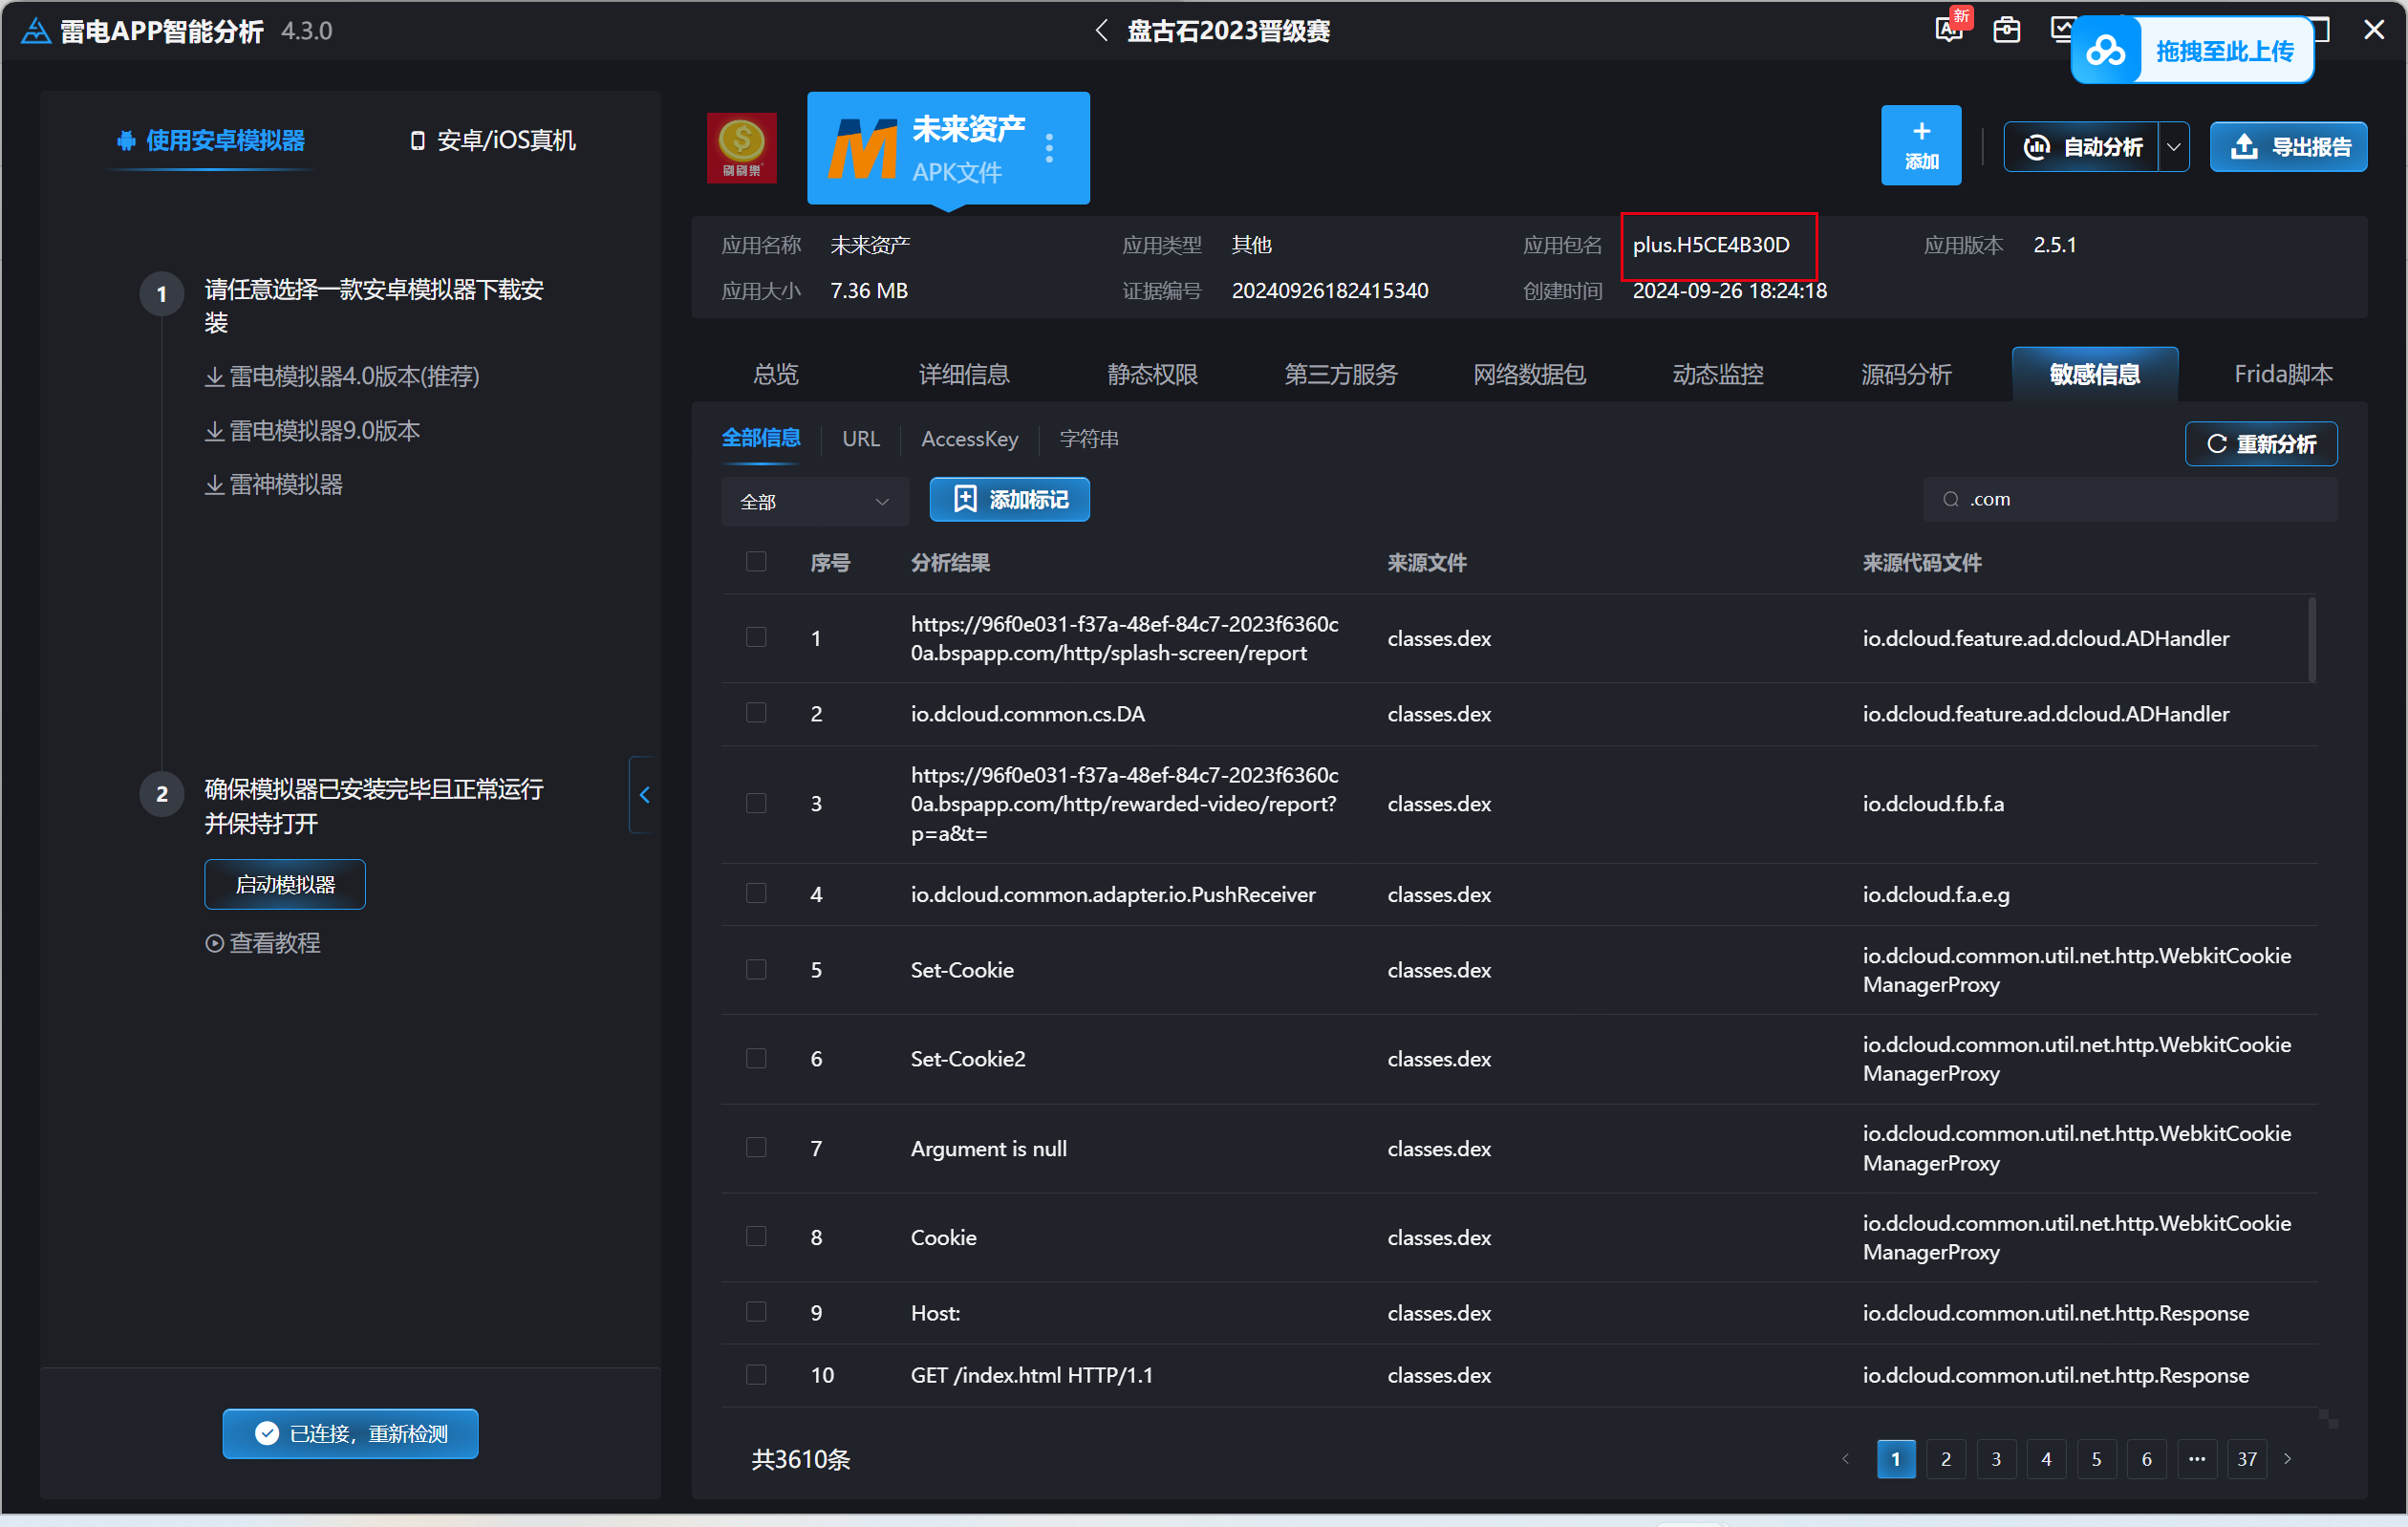 雷电APP智能分析 4.3.0
盘古石2023晋级赛
新
拖拽至此上传
使用安卓模拟器
安卓/iOS真机
1
请任意选择一款安卓模拟器下载安
装
雷电模拟器4.0版本(推荐)
雷电模拟器9.0版本
雷神模拟器
2
确保模拟器已安装完毕且正常运行
并保持打开
启动模拟器
查看教程
已连接，重新检测
刷刷樂
未来资产
APK文件
+
添加
自动分析
导出报告
应用名称 未来资产 应用类型 其他 应用包名 plus.H5CE4B30D 应用版本 2.5.1
应用大小 7.36 MB 证据编号 20240926182415340 创建时间 2024-09-26 18:24:18
总览 详细信息 静态权限 第三方服务 网络数据包 动态监控 源码分析 敏感信息 Frida脚本
全部信息 URL AccessKey 字符串
重新分析
全部
添加标记
.com
序号 分析结果 来源文件 来源代码文件
1 https://96f0e031-f37a-48ef-84c7-2023f6360c
0a.bspapp.com/http/splash-screen/report
classes.dex io.dcloud.feature.ad.dcloud.ADHandler
2 io.dcloud.common.cs.DA classes.dex io.dcloud.feature.ad.dcloud.ADHandler
3 https://96f0e031-f37a-48ef-84c7-2023f6360c
0a.bspapp.com/http/rewarded-video/report?
p=a&t=
classes.dex io.dcloud.f.b.f.a
4 io.dcloud.common.adapter.io.PushReceiver classes.dex io.dcloud.f.a.e.g
5 Set-Cookie classes.dex io.dcloud.common.util.net.http.WebkitCookie
ManagerProxy
6 Set-Cookie2 classes.dex io.dcloud.common.util.net.http.WebkitCookie
ManagerProxy
7 Argument is null classes.dex io.dcloud.common.util.net.http.WebkitCookie
ManagerProxy
8 Cookie classes.dex io.dcloud.common.util.net.http.WebkitCookie
ManagerProxy
9 Host: classes.dex io.dcloud.common.util.net.http.Response
10 GET /index.html HTTP/1.1 classes.dex io.dcloud.common.util.net.http.Response
共3610条
1 2 3 4 5 6 ··· 37